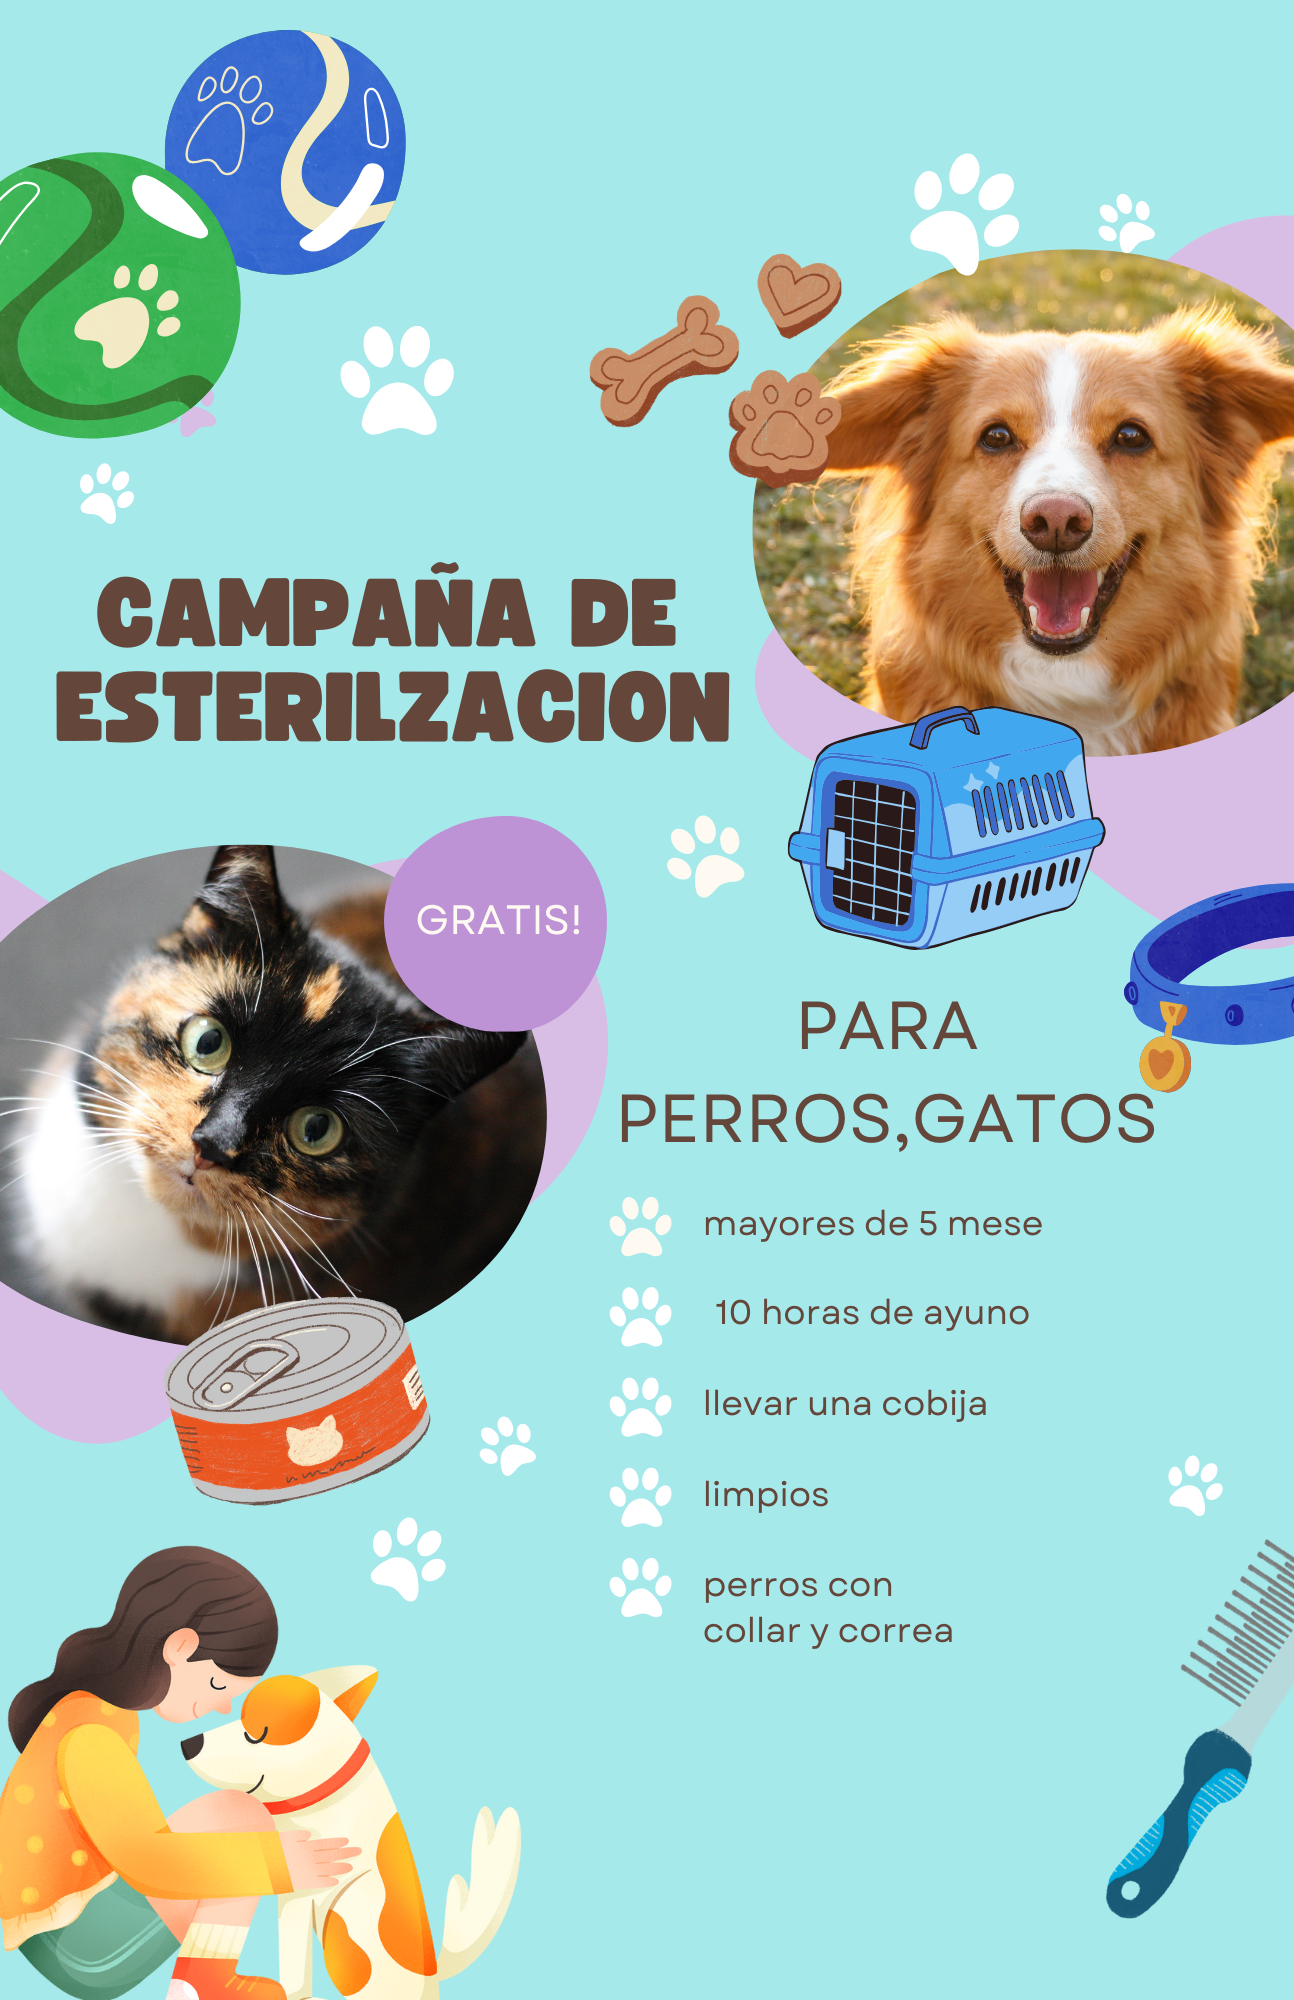 CAMPAÑA DE
ESTERILZACION
GRATIS!
PARA
PERROS,GATOS
mayores de 5 mese
10 horas de ayuno
llevar una cobija
limpios
perros con
collar y correa